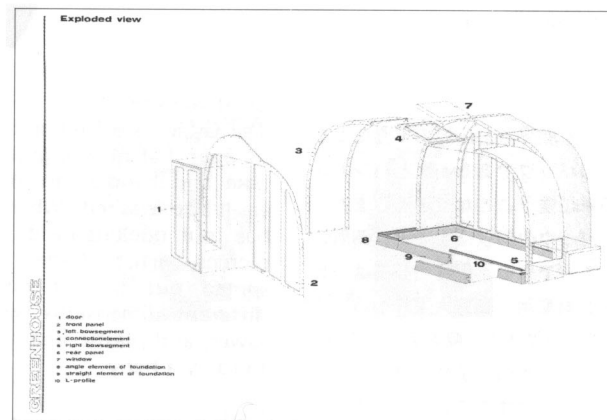 Exploded view
7
4
3
1
6
8
9
10
5
2
GREENHOUSE
1 door
2 front panel
3 left bowsegment
4 connectionelement
5 right bowsegment
6 rear panel
7 window
8 angle element of foundation
9 straight element of foundation
10 L-profile